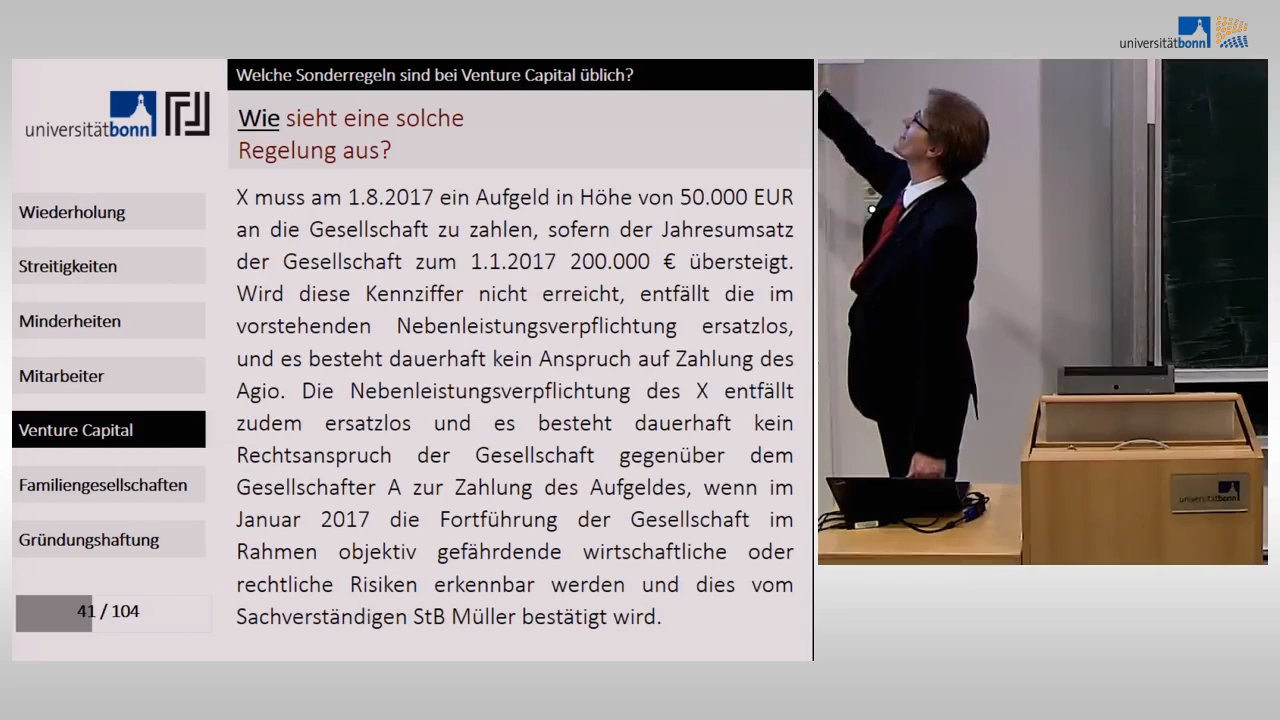 universitätbonn
Welche Sonderregeln sind bei Venture Capital üblich?
universitätbonn
Wie sieht eine solche
Regelung aus?
Wiederholung
Streitigkeiten
Minderheiten
Mitarbeiter
Venture Capital
Familiengesellschaften
Gründungshaftung
41 / 104
X muss am 1.8.2017 ein Aufgeld in Höhe von 50.000 EUR
an die Gesellschaft zu zahlen, sofern der Jahresumsatz
der Gesellschaft zum 1.1.2017 200.000 € übersteigt.
Wird diese Kennziffer nicht erreicht, entfällt die im
vorstehenden Nebenleistungsverpflichtung ersatzlos,
und es besteht dauerhaft kein Anspruch auf Zahlung des
Agio. Die Nebenleistungsverpflichtung des X entfällt
zudem ersatzlos und es besteht dauerhaft kein
Rechtsanspruch der Gesellschaft gegenüber dem
Gesellschafter A zur Zahlung des Aufgeldes, wenn im
Januar 2017 die Fortführung der Gesellschaft im
Rahmen objektiv gefährdende wirtschaftliche oder
rechtliche Risiken erkennbar werden und dies vom
Sachverständigen StB Müller bestätigt wird.
universitätbonn